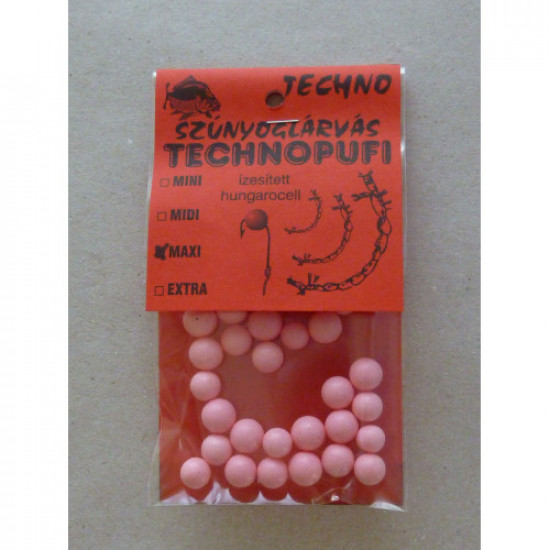 TECHNO
SZÚNYOGLÁRVÁS
TECHNOPUFI
MINI
ízesített
hungarocell
MIDI
MAXI
EXTRA